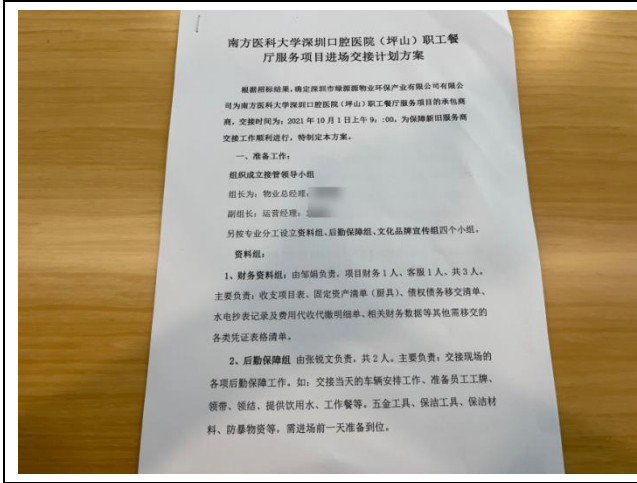 南方医科大学深圳口腔医院（坪山）职工餐
厅服务项目进场交接计划方案
根据招标结果，确定深圳市绿源源物业环保产业有限公司有限公
司为南方医科大学深圳口腔医院（坪山）职工餐厅服务项目的承包商
商，交接时间为：2021年10月1日上午9：:00，为保障新旧服务商
交接工作顺利进行，特制定本方案。
一、准备工作：
组织成立接管领导小组
组长为：物业总经理：
副组长：运营经理：
另按专业分工设立资料组、后勤保障组、文化品牌宣传组四个小组。
资料组：
1、财务资料组：由邹娟负责，项目财务1人、客服1人、共3人。
主要负责：收支项目表、固定资产清单（厨具）、债权债务移交清单、
水电抄表记录及费用代收代缴明细单、相关财务数据等其他需移交的
各类凭证表格清单。
2、后勤保障组 由张锐文负责，共2人。主要负责：交接现场的
各项后勤保障工作。如：交接当天的车辆安排工作、准备员工工牌、
领带、领结、提供饮用水、工作餐等。五金工具、保洁工具、保洁材
料、防暴物资等，需进场前一天准备到位。